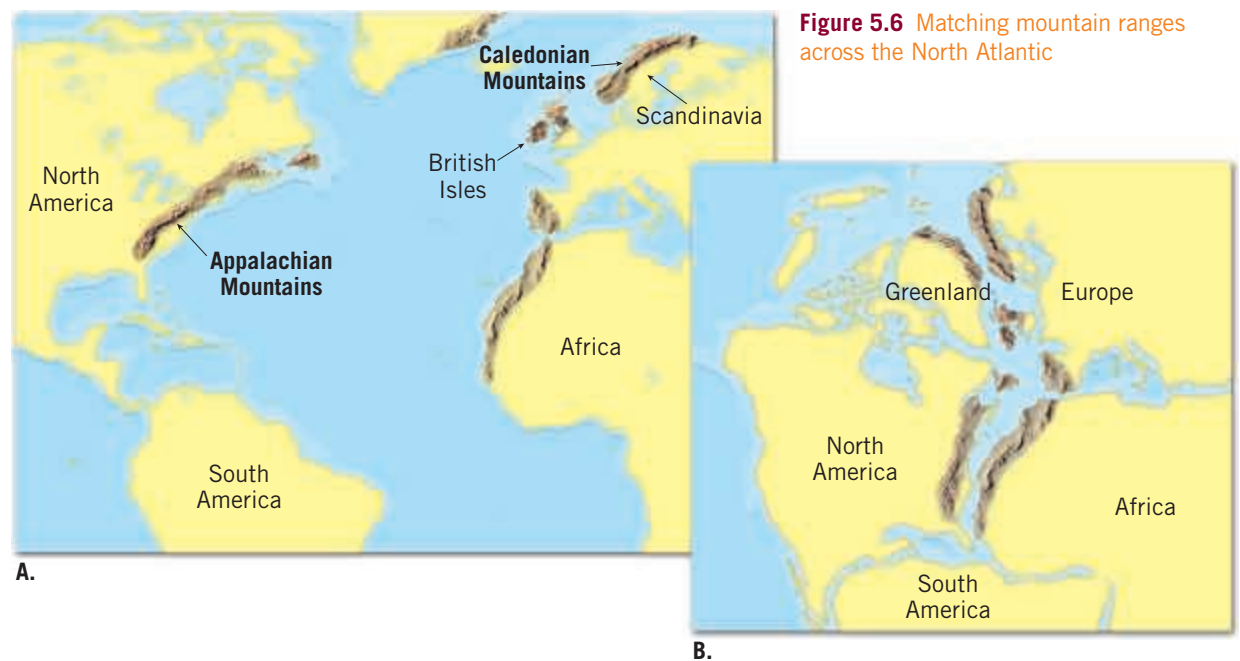 Figure 5.6 Matching mountain ranges
across the North Atlantic
Caledonian
Mountains
Scandinavia
British
Isles
North
America
Appalachian
Mountains
Africa
South
America
A.
Greenland
Europe
North
America
Africa
South
America
B.